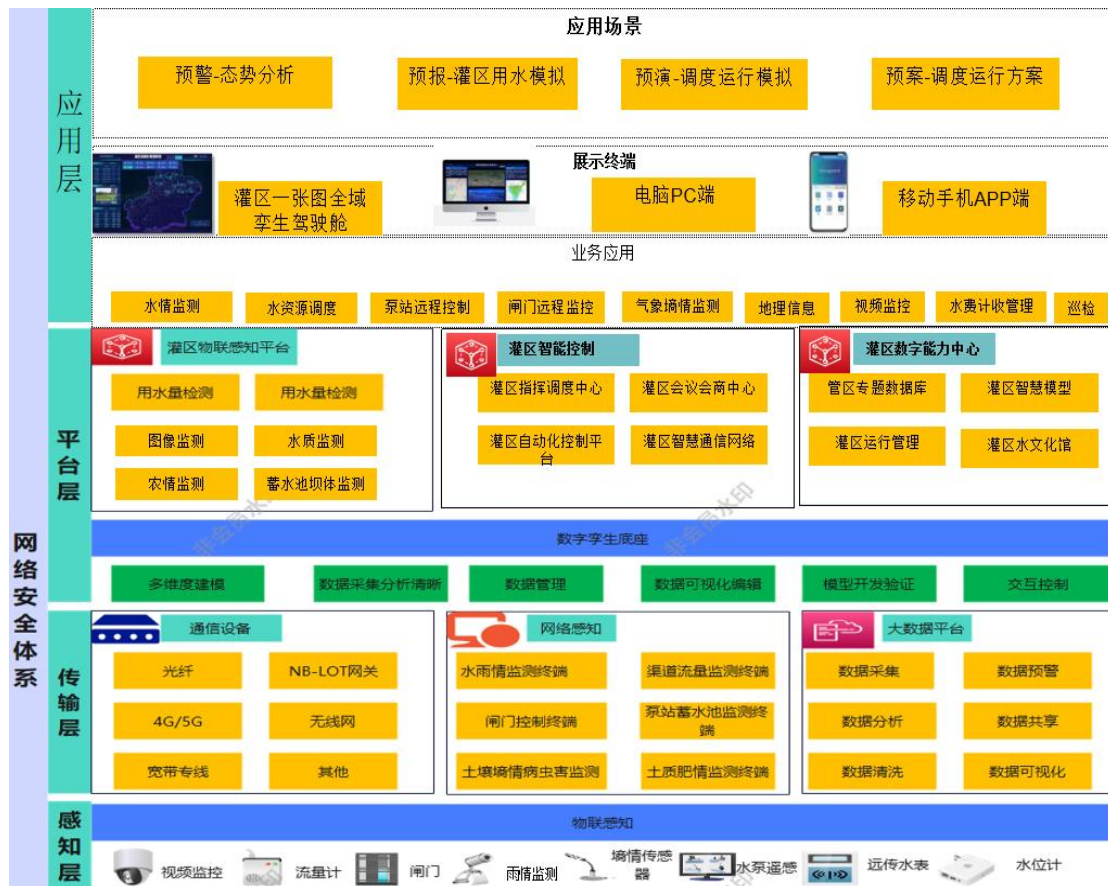 网络安全体系
应用层
应用场景
预警-态势分析
预报-灌区用水模拟
预演-调度运行模拟
预案-调度运行方案
展示终端
灌区一张图全域
孪生驾驶舱
电脑PC端
移动手机APP端
业务应用
水情监测
水资源调度
泵站远程控制
闸门远程监控
气象墒情监测
地理信息
视频监控
水费计收管理
巡检
平台层
灌区物联感知平台
用水量检测
用水量检测
图像监测
水质监测
农情监测
蓄水池坝体监测
灌区智能控制
灌区指挥调度中心
灌区会议会商中心
灌区自动化控制平
台
灌区智慧通信网络
灌区数字能力中心
管区专题数据库
灌区智慧模型
灌区运行管理
灌区水文化馆
非会员水印
非会员水印
数字孪生底座
多维度建模
数据采集分析清晰
数据管理
数据可视化编辑
模型开发验证
交互控制
传输层
通信设备
光纤
NB-LOT网关
4G/5G
无线网
宽带专线
其他
网络感知
水雨情监测终端
渠道流量监测终端
闸门控制终端
泵站蓄水池监测终
端
土壤墒情病虫害监测
土质肥情监测终端
大数据平台
数据采集
数据预警
数据分析
数据共享
数据清洗
数据可视化
感知层
物联感知
视频监控
流量计
闸门
雨情监测
墒情传感
器
水泵遥感
远传水表
水位计